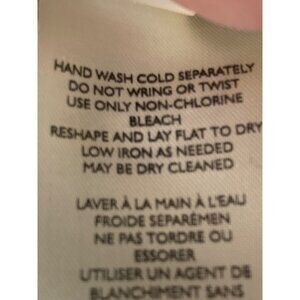 HAND WASH COLD SEPARATELY
DO NOT WRING OR TWIST
USE ONLY NON-CHLORINE
BLEACH
RESHAPE AND LAY FLAT TO DRY
LOW IRON AS NEEDED
MAY BE DRY CLEANED
LAVER À LA MAIN À L'EAU
FROIDE SEPARÉMEN
NE PAS TORDRE OU
ESSORER
UTILISER UN AGENT DE
BLANCHIMENT SANS